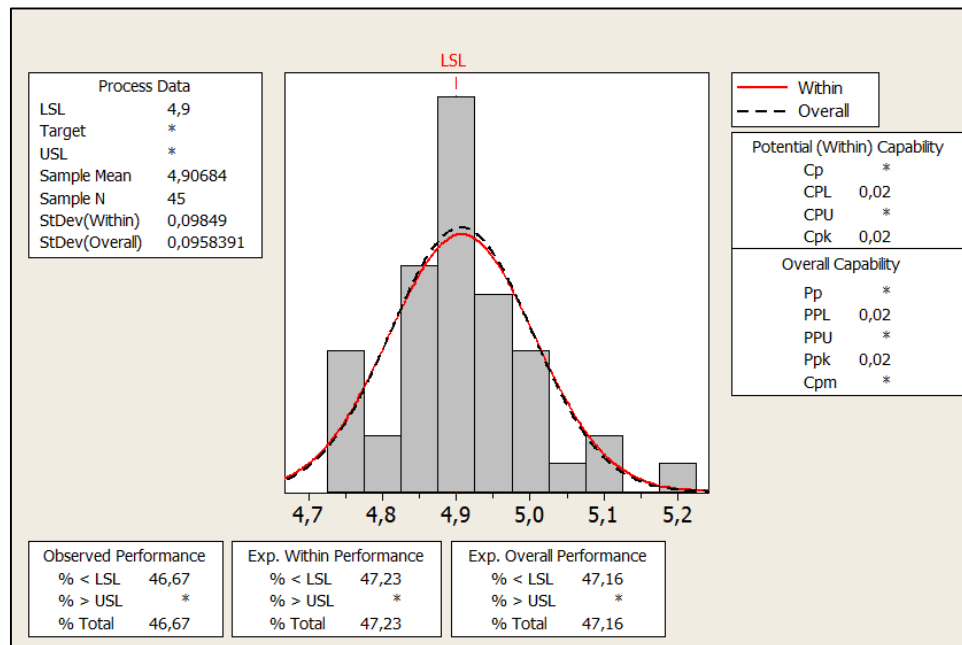 LSL
Process Data
LSL 4,9
Target *
USL *
Sample Mean 4,90684
Sample N 45
StDev(Within) 0,09849
StDev(Overall) 0,0958391
Within
Overall
Potential (Within) Capability
Cp *
CPL 0,02
CPU *
Cpk 0,02
Overall Capability
Pp *
PPL 0,02
PPU *
Ppk 0,02
Cpm *
4,7 4,8 4,9 5,0 5,1 5,2
Observed Performance
% < LSL 46,67
% > USL *
% Total 46,67
Exp. Within Performance
% < LSL 47,23
% > USL *
% Total 47,23
Exp. Overall Performance
% < LSL 47,16
% > USL *
% Total 47,16